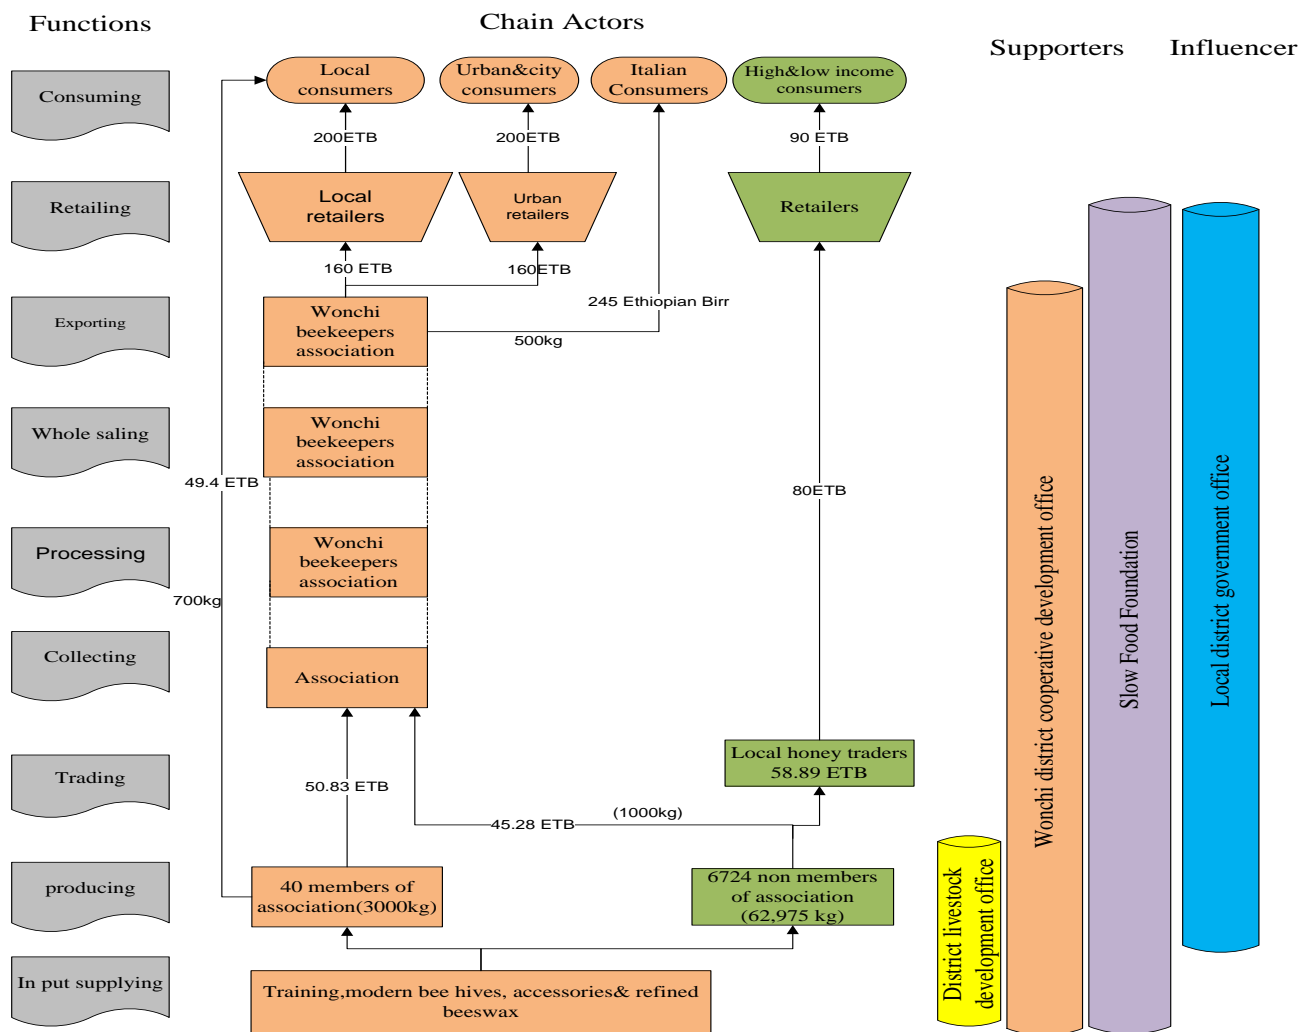 Functions
Chain Actors
Supporters
Influencer
Consuming
Local
consumers
Urban&city
consumers
Italian
Consumers
High&low income
consumers
200ETB
200ETB
90 ETB
Retailing
Local
retailers
Urban
retailers
Retailers
160 ETB
160ETB
245 Ethiopian Birr
Exporting
Wonchi
beekeepers
association
500kg
Whole saling
Wonchi
beekeepers
association
49.4 ETB
80ETB
Processing
Wonchi
beekeepers
association
700kg
Collecting
Association
Trading
Local honey traders
58.89 ETB
50.83 ETB
45.28 ETB
(1000kg)
producing
40 members of
association(3000kg)
6724 non members
of association
(62,975 kg)
In put supplying
Training,modern bee hives, accessories& refined
beeswax
District livestock
development office
Wonchi district cooperative development office
Slow Food Foundation
Local district government office